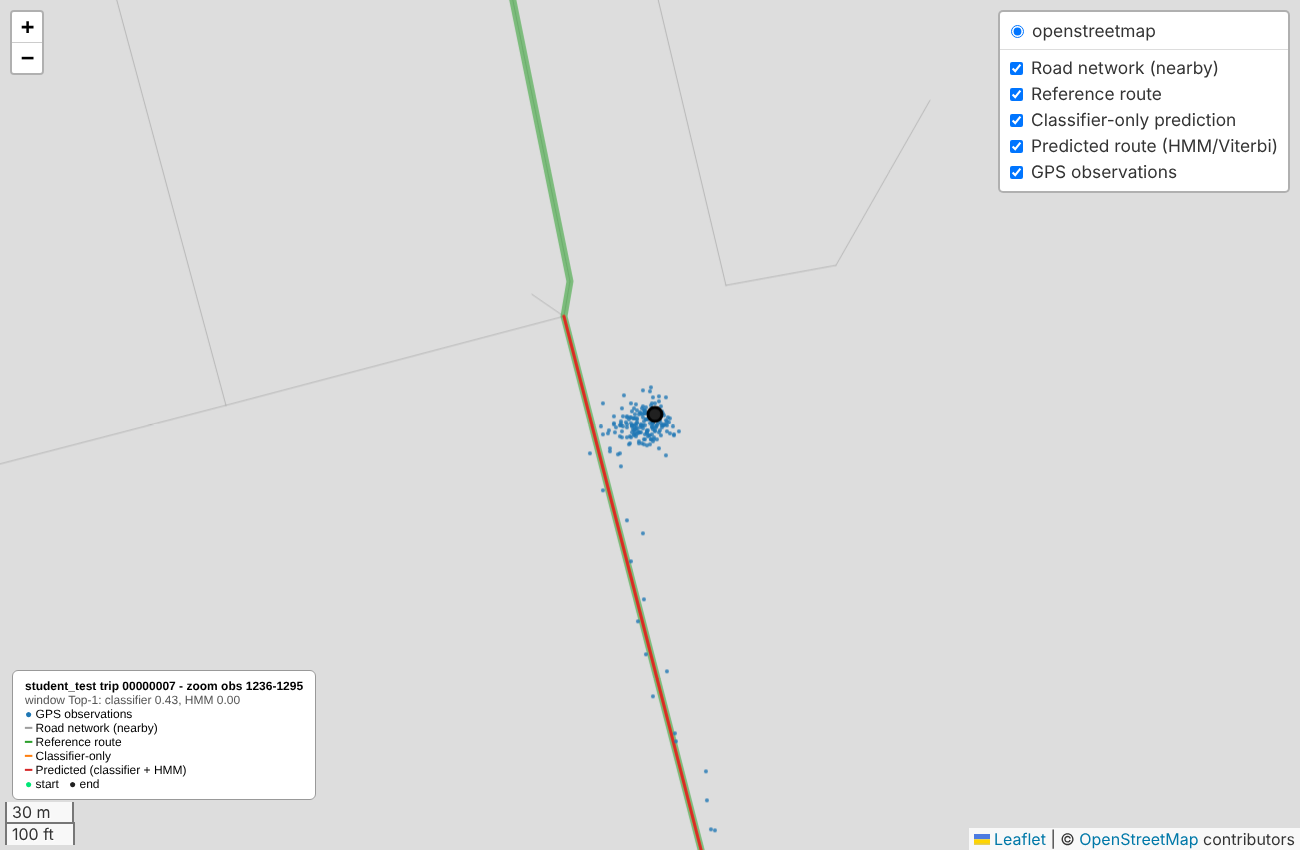 +
−
openstreetmap
Road network (nearby)
Reference route
Classifier-only prediction
Predicted route (HMM/Viterbi)
GPS observations
student_test trip 00000007 - zoom obs 1236-1295
window Top-1: classifier 0.43, HMM 0.00
GPS observations
Road network (nearby)
Reference route
Classifier-only
Predicted (classifier + HMM)
start end
30 m
100 ft
Leaflet | © OpenStreetMap contributors